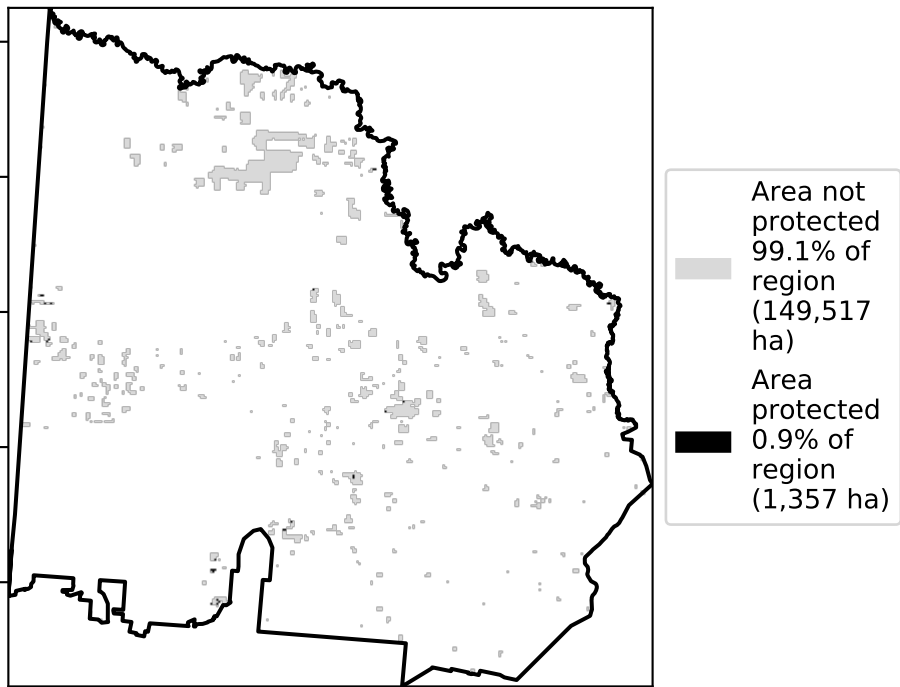 Area not
protected
99.1% of
region
(149,517
ha)
Area
protected
0.9% of
region
(1,357 ha)